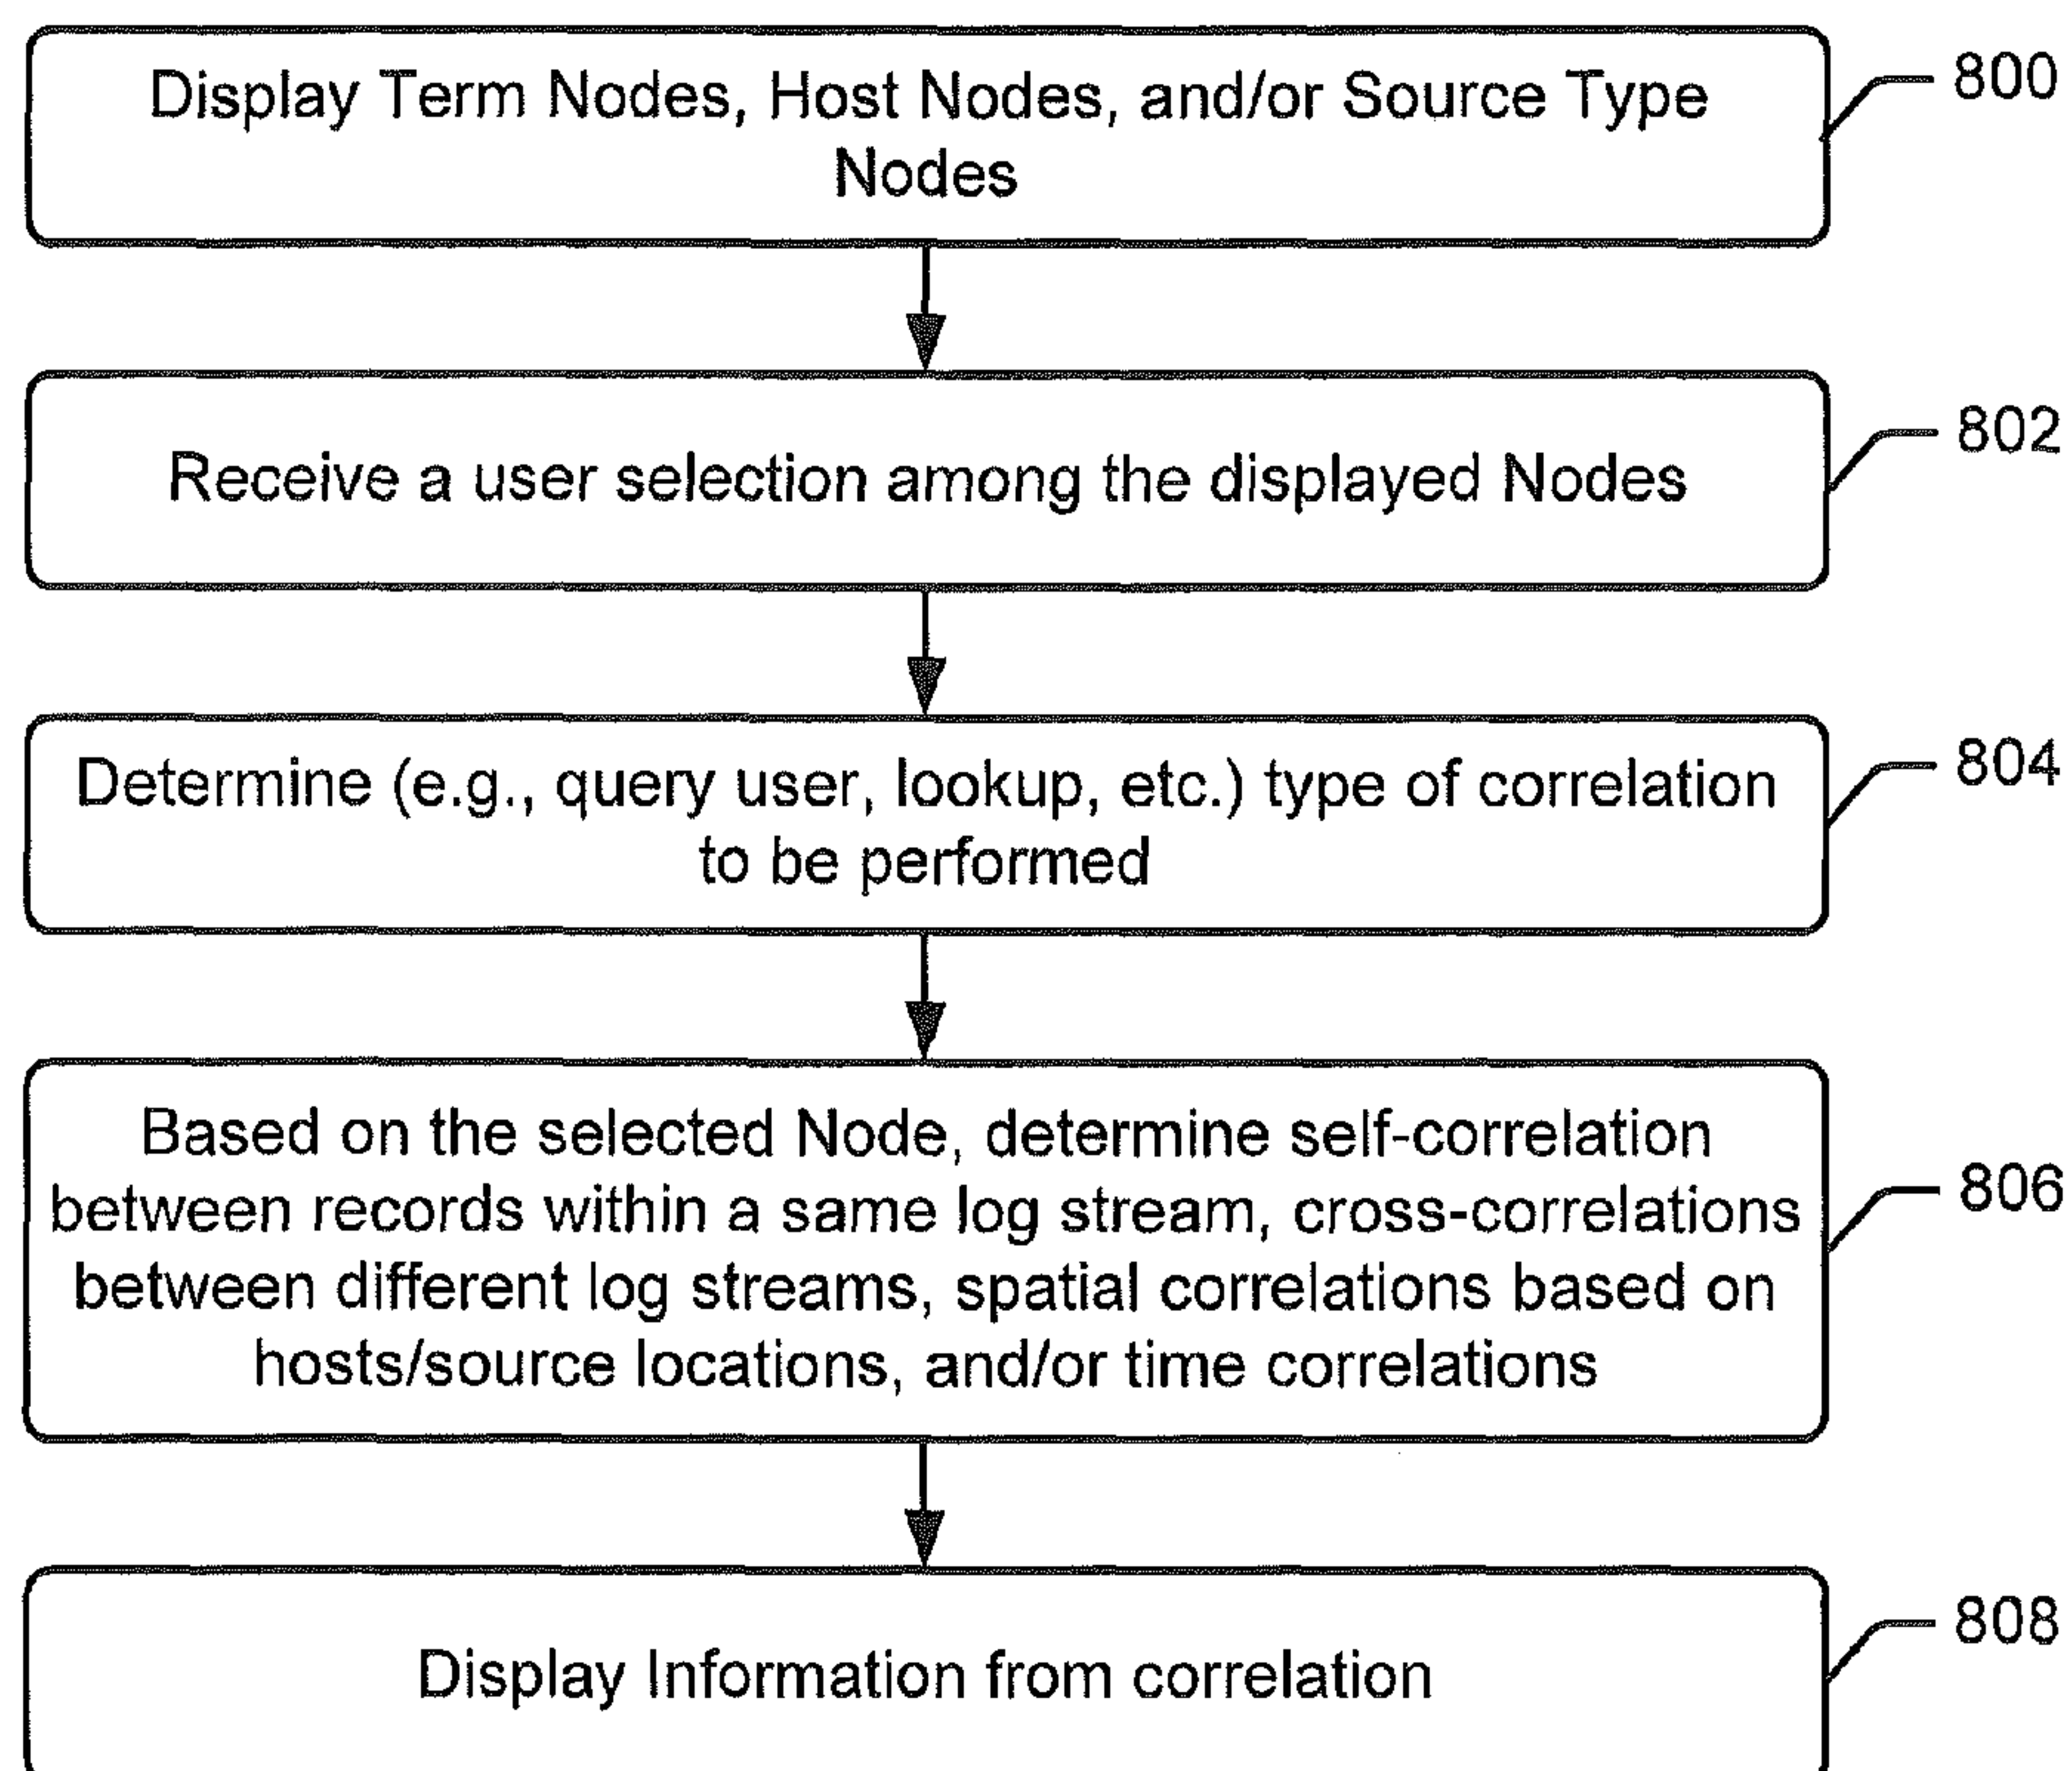 Display Term Nodes, Host Nodes, and/or Source Type
Nodes
800
Receive a user selection among the displayed Nodes
802
Determine (e.g., query user, lookup, etc.) type of correlation
to be performed
804
Based on the selected Node, determine self-correlation
between records within a same log stream, cross-correlations
between different log streams, spatial correlations based on
hosts/source locations, and/or time correlations
806
Display Information from correlation
808